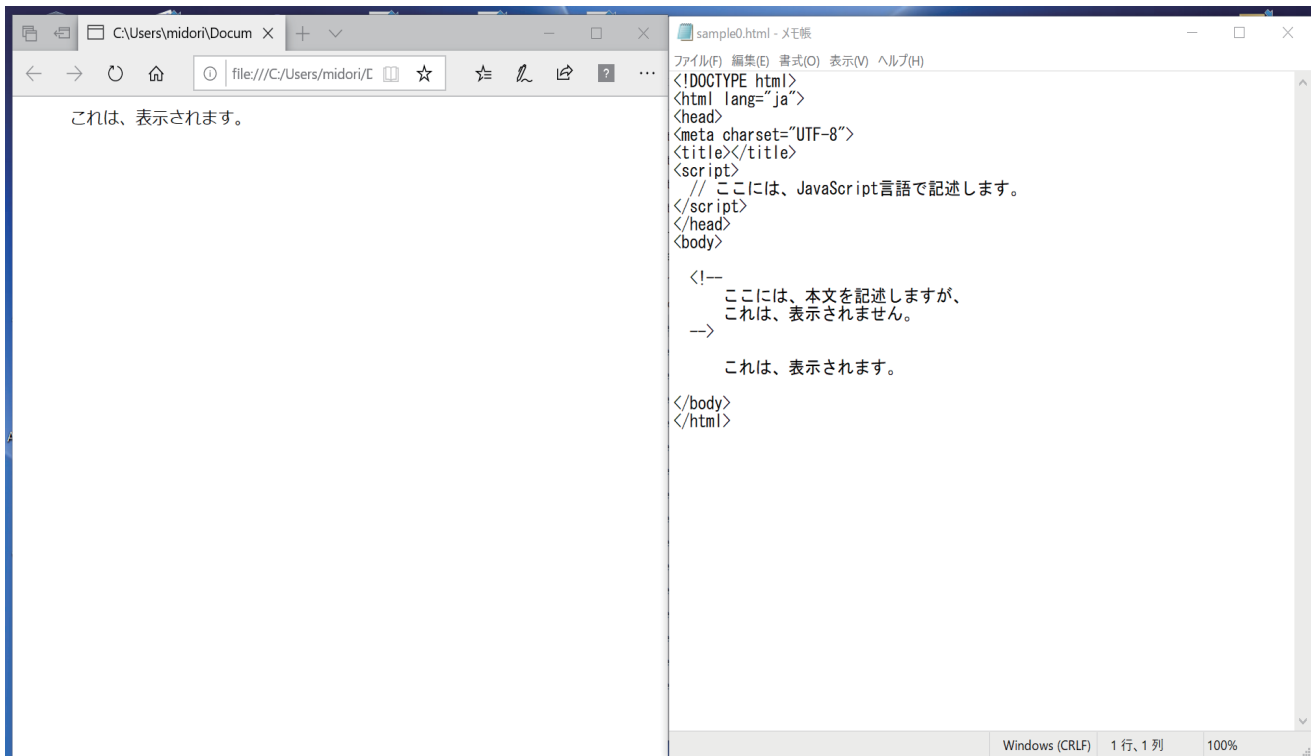 C:\Users\midori\Docum
file:///C:/Users/midori/D
これは、表示されます。
sample0.html - メモ帳
ファイル(F) 編集(E) 書式(O) 表示(V) ヘルプ(H)
<!DOCTYPE html>
<html lang="ja">
<head>
<meta charset="UTF-8">
<title></title>
<script>
// ここには、JavaScript言語で記述します。
</script>
</head>
<body>
<!--
ここには、本文を記述しますが、
これは、表示されません。
-->
これは、表示されます。
</body>
</html>
Windows (CRLF) 1 行、1 列 100%